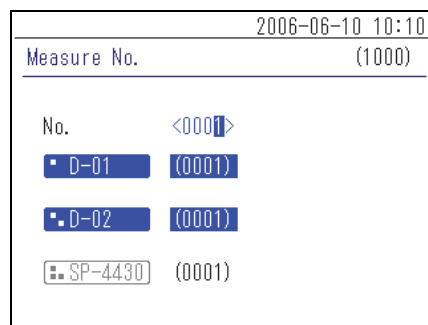 2006-06-10 10:10
Measure No. (1000)
No. <0001>
D-01 (0001)
D-02 (0001)
SP-4430 (0001)